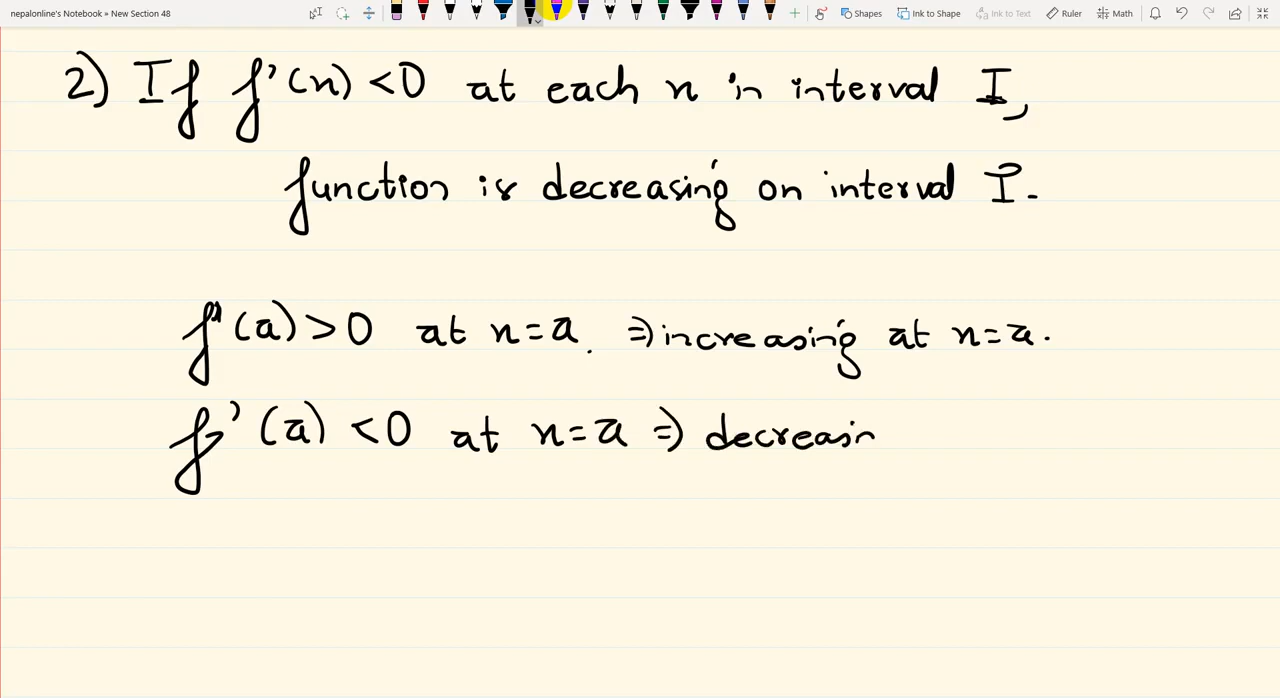 nepalonline's Notebook » New Section 48
Shapes Ink to Shape Ink to Text Ruler Math
2) If f'(x) <0 at each x in interval I,
function is decreasing on interval I.
f'(a) >0 at x=a. ⇒ increasing at x=a.
f'(a) <0 at x=a ⇒ decreasin